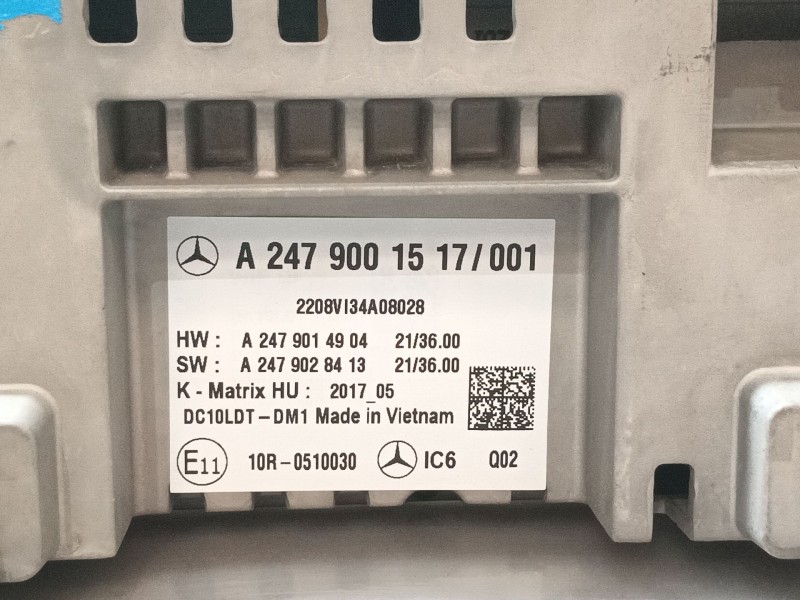 A 247 900 15 17/001
2208VI34A08028
HW : A 247 901 49 04 21/36.00
SW : A 247 902 84 13 21/36.00
K - Matrix HU : 2017_05
DC10LDT-DM1 Made in Vietnam
E11 10R-0510030 IC6 Q02